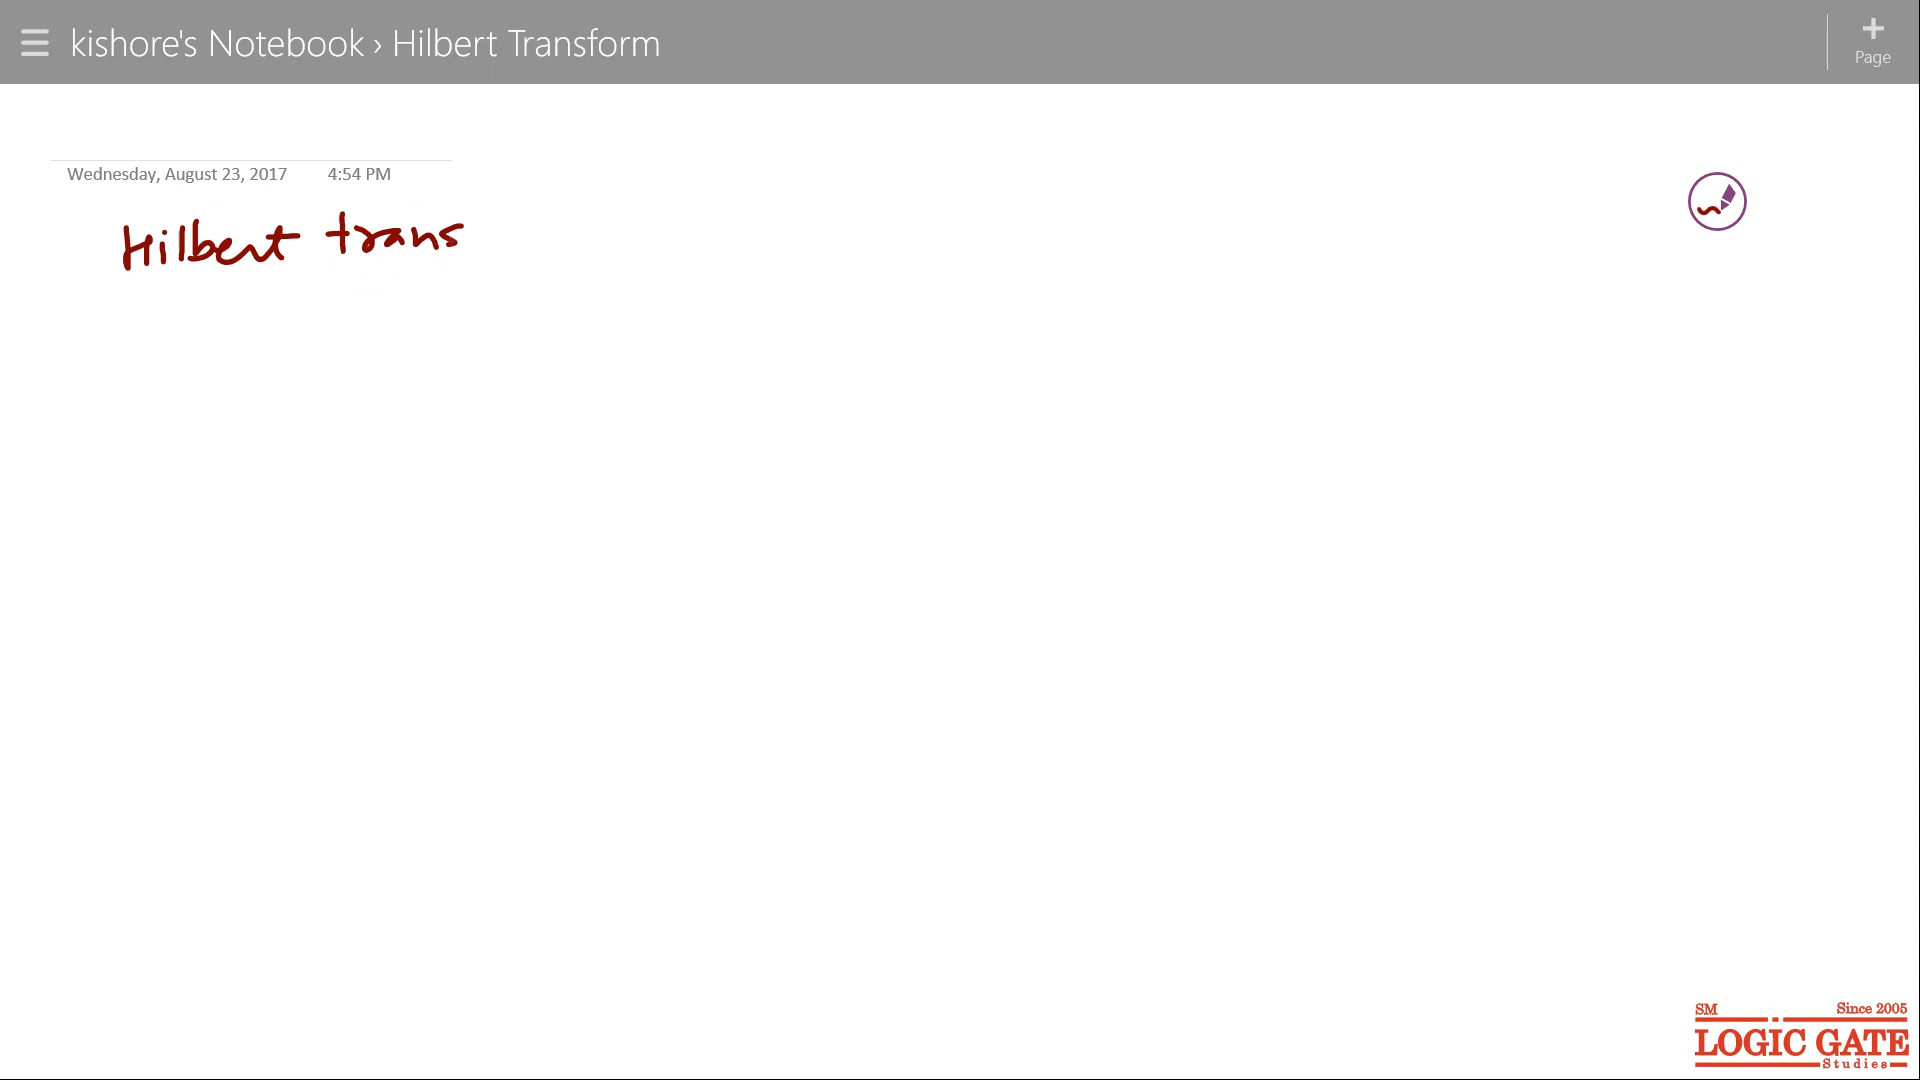 kishore's Notebook › Hilbert Transform
Page
Wednesday, August 23, 2017 4:54 PM
Hilbert trans
SM Since 2005
LOGIC GATE
Studies